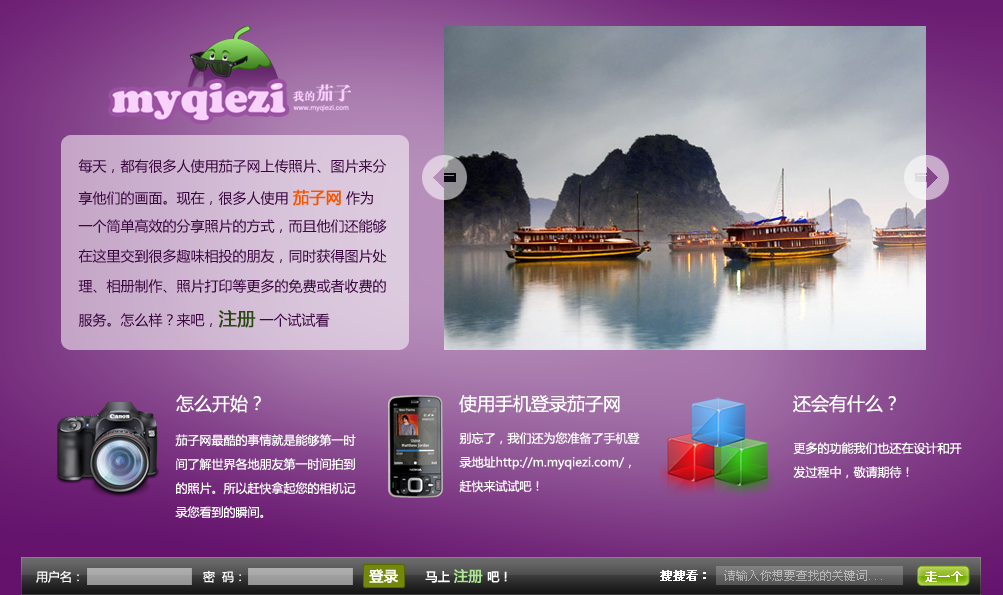 myqiezi 我的茄子
www.myqiezi.com
每天，都有很多人使用茄子网上传照片、图片来分
享他们的画面。现在，很多人使用 茄子网 作为
一个简单高效的分享照片的方式，而且他们还能够
在这里交到很多趣味相投的朋友，同时获得图片处
理、相册制作、照片打印等更多的免费或者收费的
服务。怎么样？来吧，注册 一个试试看
怎么开始？
茄子网最酷的事情就是能够第一时
间了解世界各地朋友第一时间拍到
的照片。所以赶快拿起您的相机记
录您看到的瞬间。
Canon
使用手机登录茄子网
别忘了，我们还为您准备了手机登
录地址http://m.myqiezi.com/，
赶快来试试吧！
NOKIA
还会有什么？
更多的功能我们也还在设计和开
发过程中，敬请期待！
用户名： 密 码： 登录 马上 注册 吧！ 搜搜看： 请输入你想要查找的关键词... 走一个